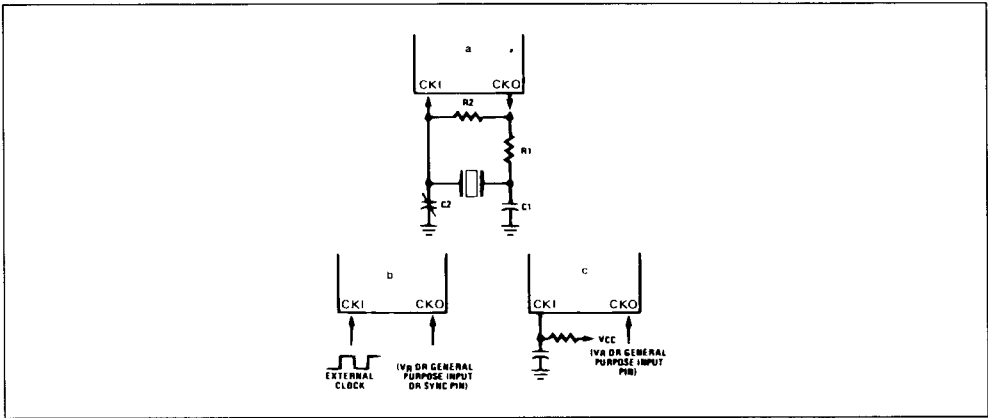 a
CKI CKO
R2
R1
C2 C1
b
CKI CKO
EXTERNAL
CLOCK
(VR OR GENERAL
PURPOSE INPUT
OR SYNC PIN)
c
CKI CKO
VCC
(VR OR GENERAL
PURPOSE INPUT
PIN)